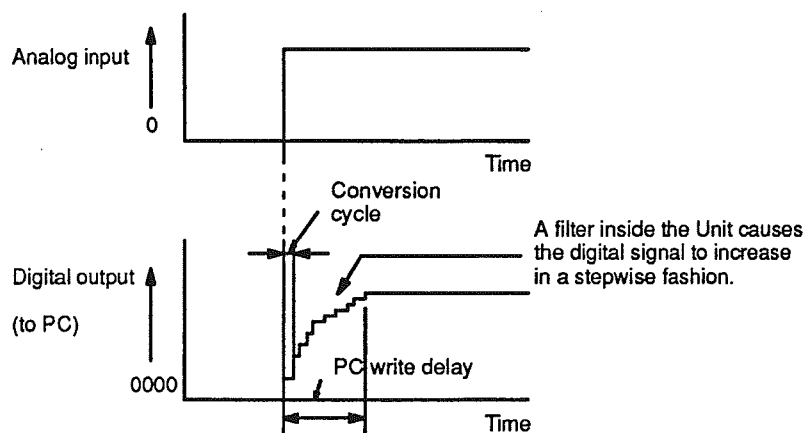 Analog input
0
Time
Conversion
cycle
A filter inside the Unit causes
the digital signal to increase
in a stepwise fashion.
Digital output
(to PC)
PC write delay
0000
Time